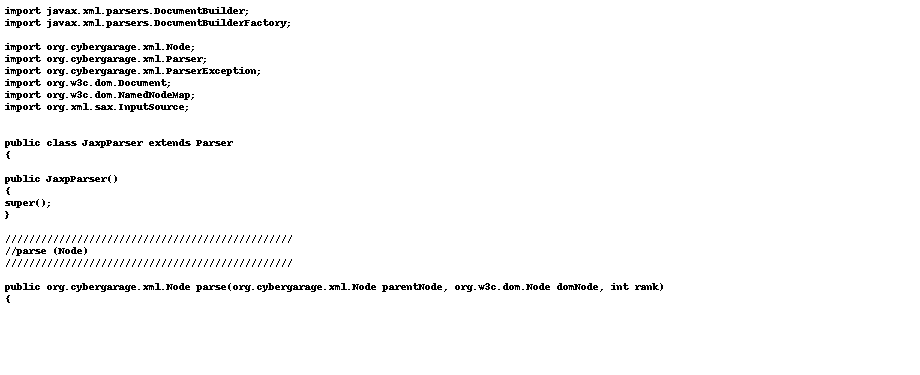 import javax.xml.parsers.DocumentBuilder;
import javax.xml.parsers.DocumentBuilderFactory;
import org.cybergarage.xml.Node;
import org.cybergarage.xml.Parser;
import org.cybergarage.xml.ParserException;
import org.w3c.dom.Document;
import org.w3c.dom.NamedNodeMap;
import org.xml.sax.InputSource;
public class JaxpParser extends Parser
{
public JaxpParser()
{
super();
}
////////////////////////////////////////////////
//parse (Node)
////////////////////////////////////////////////
public org.cybergarage.xml.Node parse(org.cybergarage.xml.Node parentNode, org.w3c.dom.Node domNode, int rank)
{